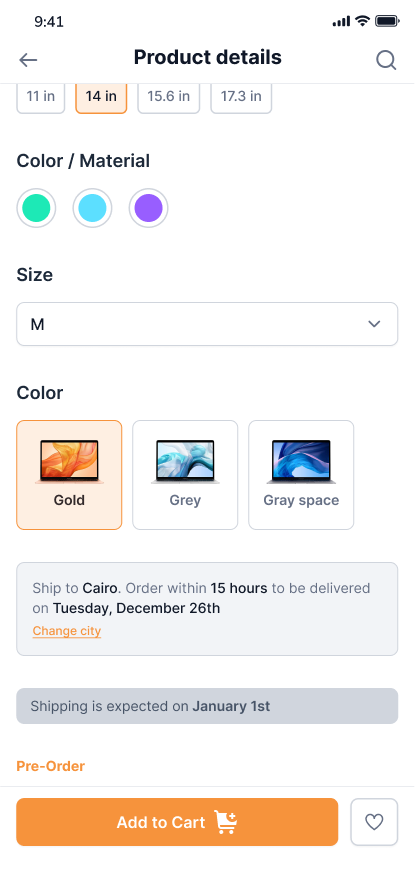 9:41
Product details
11 in
14 in
15.6 in
17.3 in
Color / Material
Size
M
Color
Gold
Grey
Gray space
Ship to Cairo. Order within 15 hours to be delivered
on Tuesday, December 26th
Change city
Shipping is expected on January 1st
Pre-Order
Add to Cart